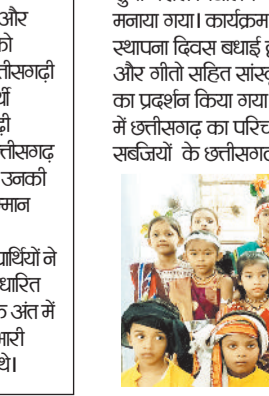 और
को
तीसगढ़ी
र्थी
ढ़ी
त्तीसगढ़
उनकी
मान
ार्थियों ने
धारित
अंत में
भारी
थे।
मनाया गया। कार्यक्रम
स्थापना दिवस बधाई
और गीतो सहित सांस्
का प्रदर्शन किया गया
में छत्तीसगढ़ का परिच
सबजियों के छत्तीसगढ़